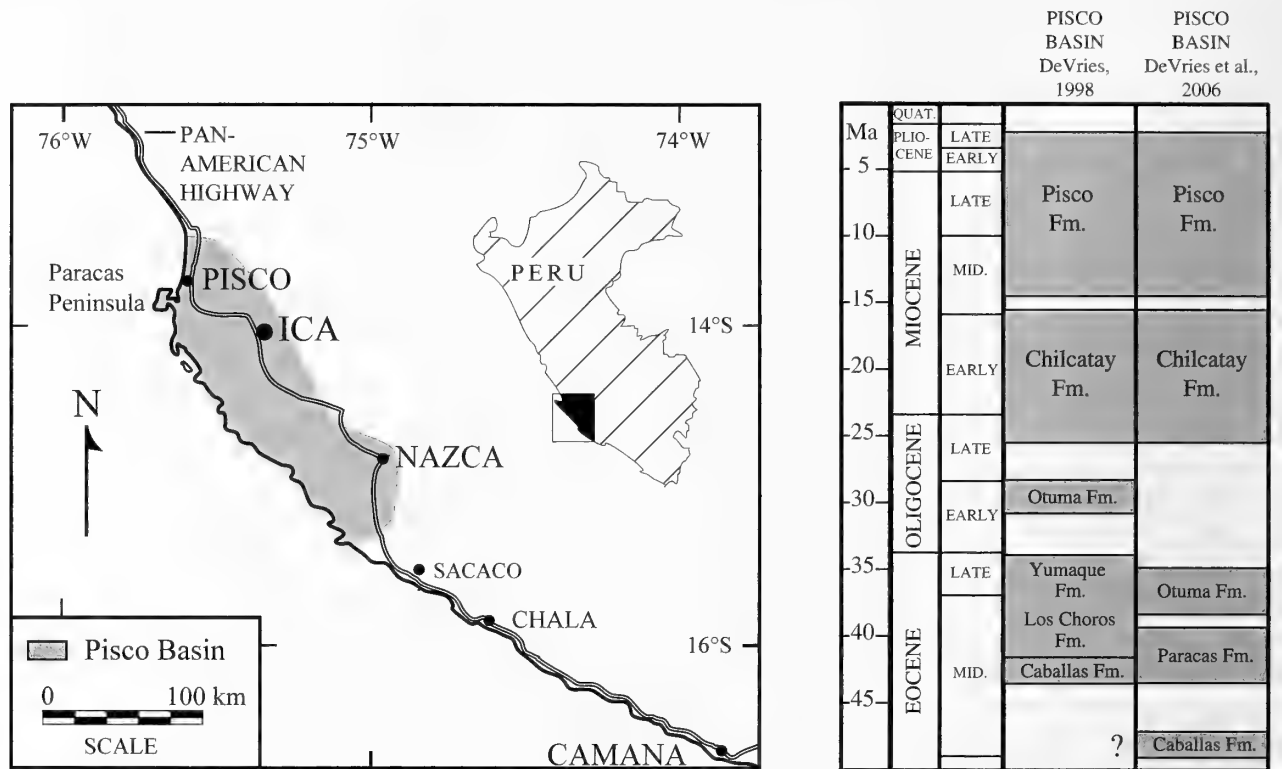 76°W
75°W
74°W
PAN-
AMERICAN
HIGHWAY
Paracas
Peninsula
PISCO
ICA
PERU
14°S
N
NAZCA
SACACO
CHALA
16°S
Pisco Basin
0 100 km
SCALE
CAMANA
PISCO
BASIN
DeVries,
1998
PISCO
BASIN
DeVries et al.,
2006
Ma
5
10
15
20
25
30
35
40
45
QUAT.
PLIO-
CENE
MIOCENE
OLIGOCENE
EOCENE
LATE
EARLY
LATE
MID.
EARLY
LATE
EARLY
LATE
MID.
Pisco
Fm.
Chilcatay
Fm.
Otuma Fm.
Yumaque
Fm.
Los Choros
Fm.
Caballas Fm.
?
Pisco
Fm.
Chilcatay
Fm.
Otuma Fm.
Paracas Fm.
Caballas Fm.